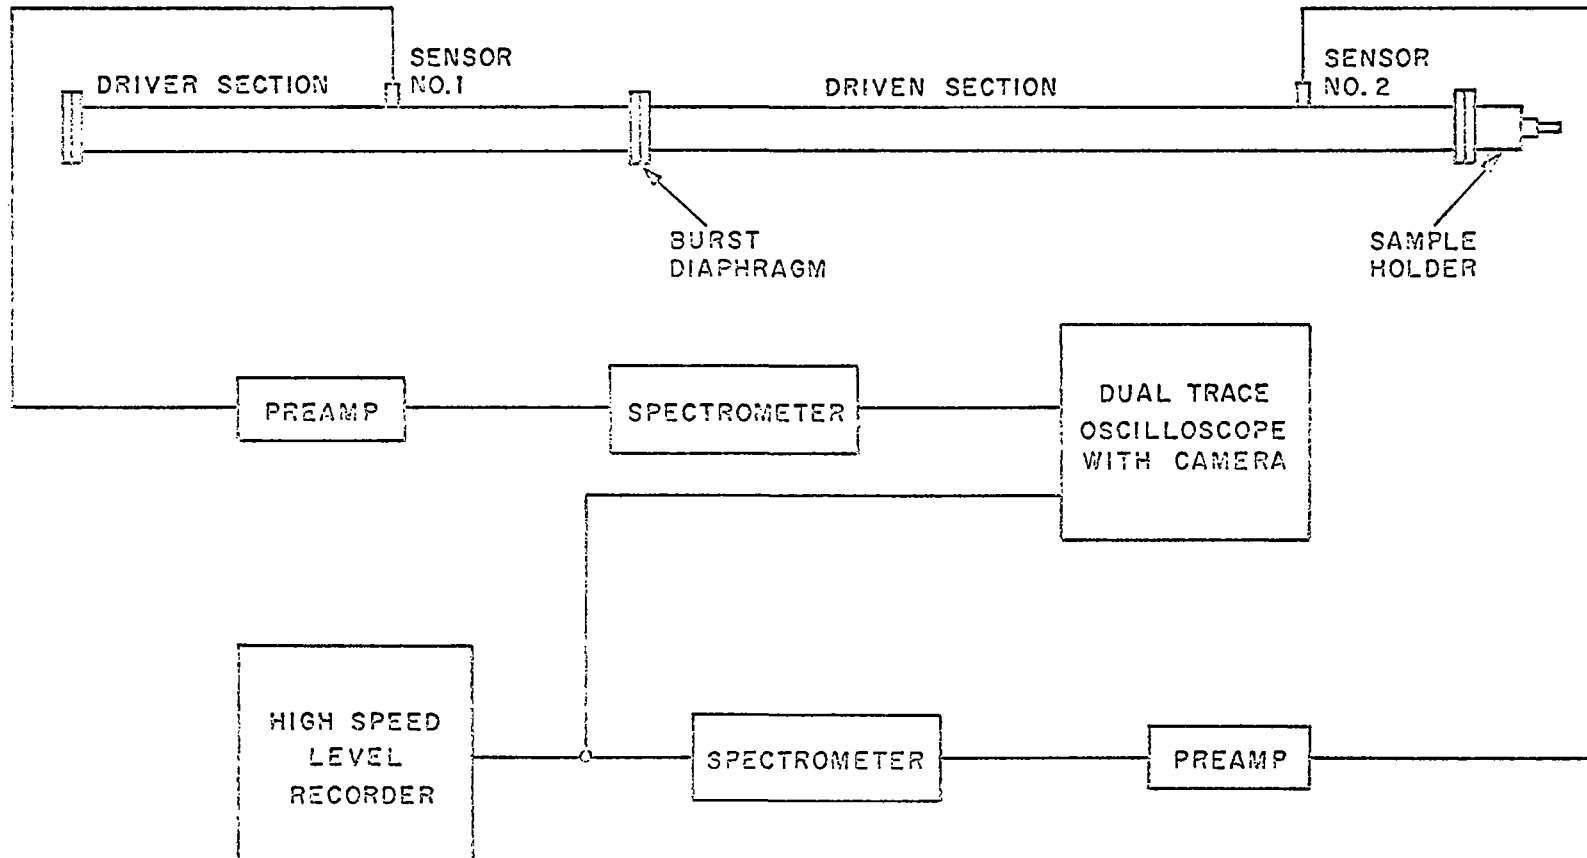 DRIVER SECTION
SENSOR
NO.1
DRIVEN SECTION
SENSOR
NO.2
BURST
DIAPHRAGM
SAMPLE
HOLDER
PREAMP
SPECTROMETER
DUAL TRACE
OSCILLOSCOPE
WITH CAMERA
HIGH SPEED
LEVEL
RECORDER
SPECTROMETER
PREAMP